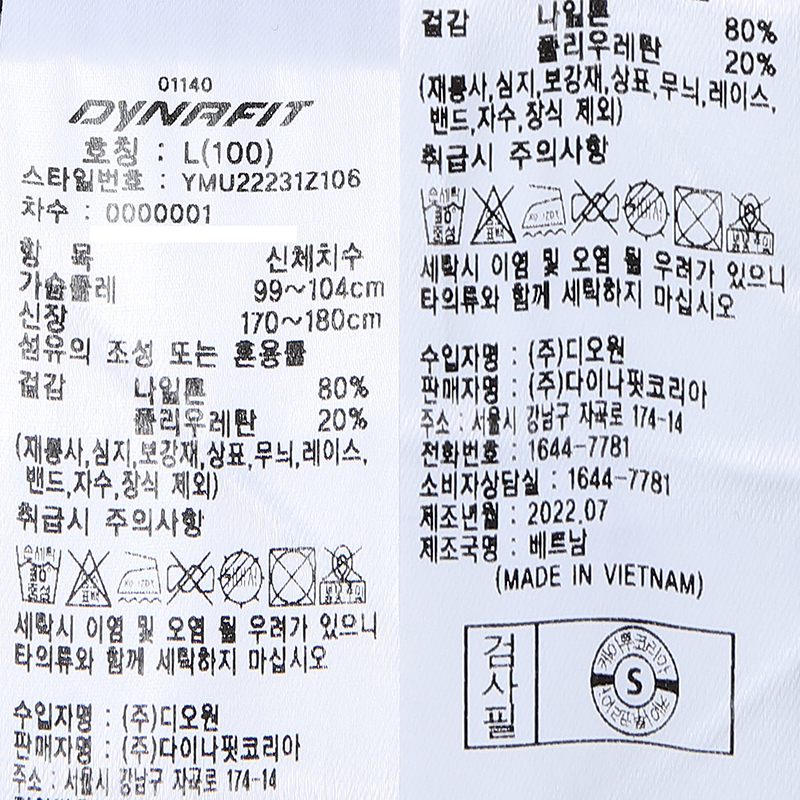 01140
DYNAFIT
호칭 : L(100)
스타일번호 : YMU22231Z106
차수 : 0000001
항 목 신체치수
가슴둘레 99~104cm
신장 170~180cm
섬유의 조성 또는 혼용률
겉감 나일론 80%
폴리우레탄 20%
(재봉사,심지,보강재,상표,무늬,레이스,
밴드,자수,장식 제외)
취급시 주의사항
손세탁
중성
표백
세탁시 이염 및 오염 될 우려가 있으니
타의류와 함께 세탁하지 마십시오
수입자명 : (주)디오원
판매자명 : (주)다이나핏코리아
주소 : 서울시 강남구 자곡로 174-14
겉감 나일론 80%
폴리우레탄 20%
(재봉사,심지,보강재,상표,무늬,레이스,
밴드,자수,장식 제외)
취급시 주의사항
손세탁
중성
표백
세탁시 이염 및 오염 될 우려가 있으니
타의류와 함께 세탁하지 마십시오
수입자명 : (주)디오원
판매자명 : (주)다이나핏코리아
주소 : 서울시 강남구 자곡로 174-14
전화번호 : 1644-7781
소비자상담실 : 1644-7781
제조년월 : 2022.07
제조국명 : 베트남
(MADE IN VIETNAM)
검사필
S